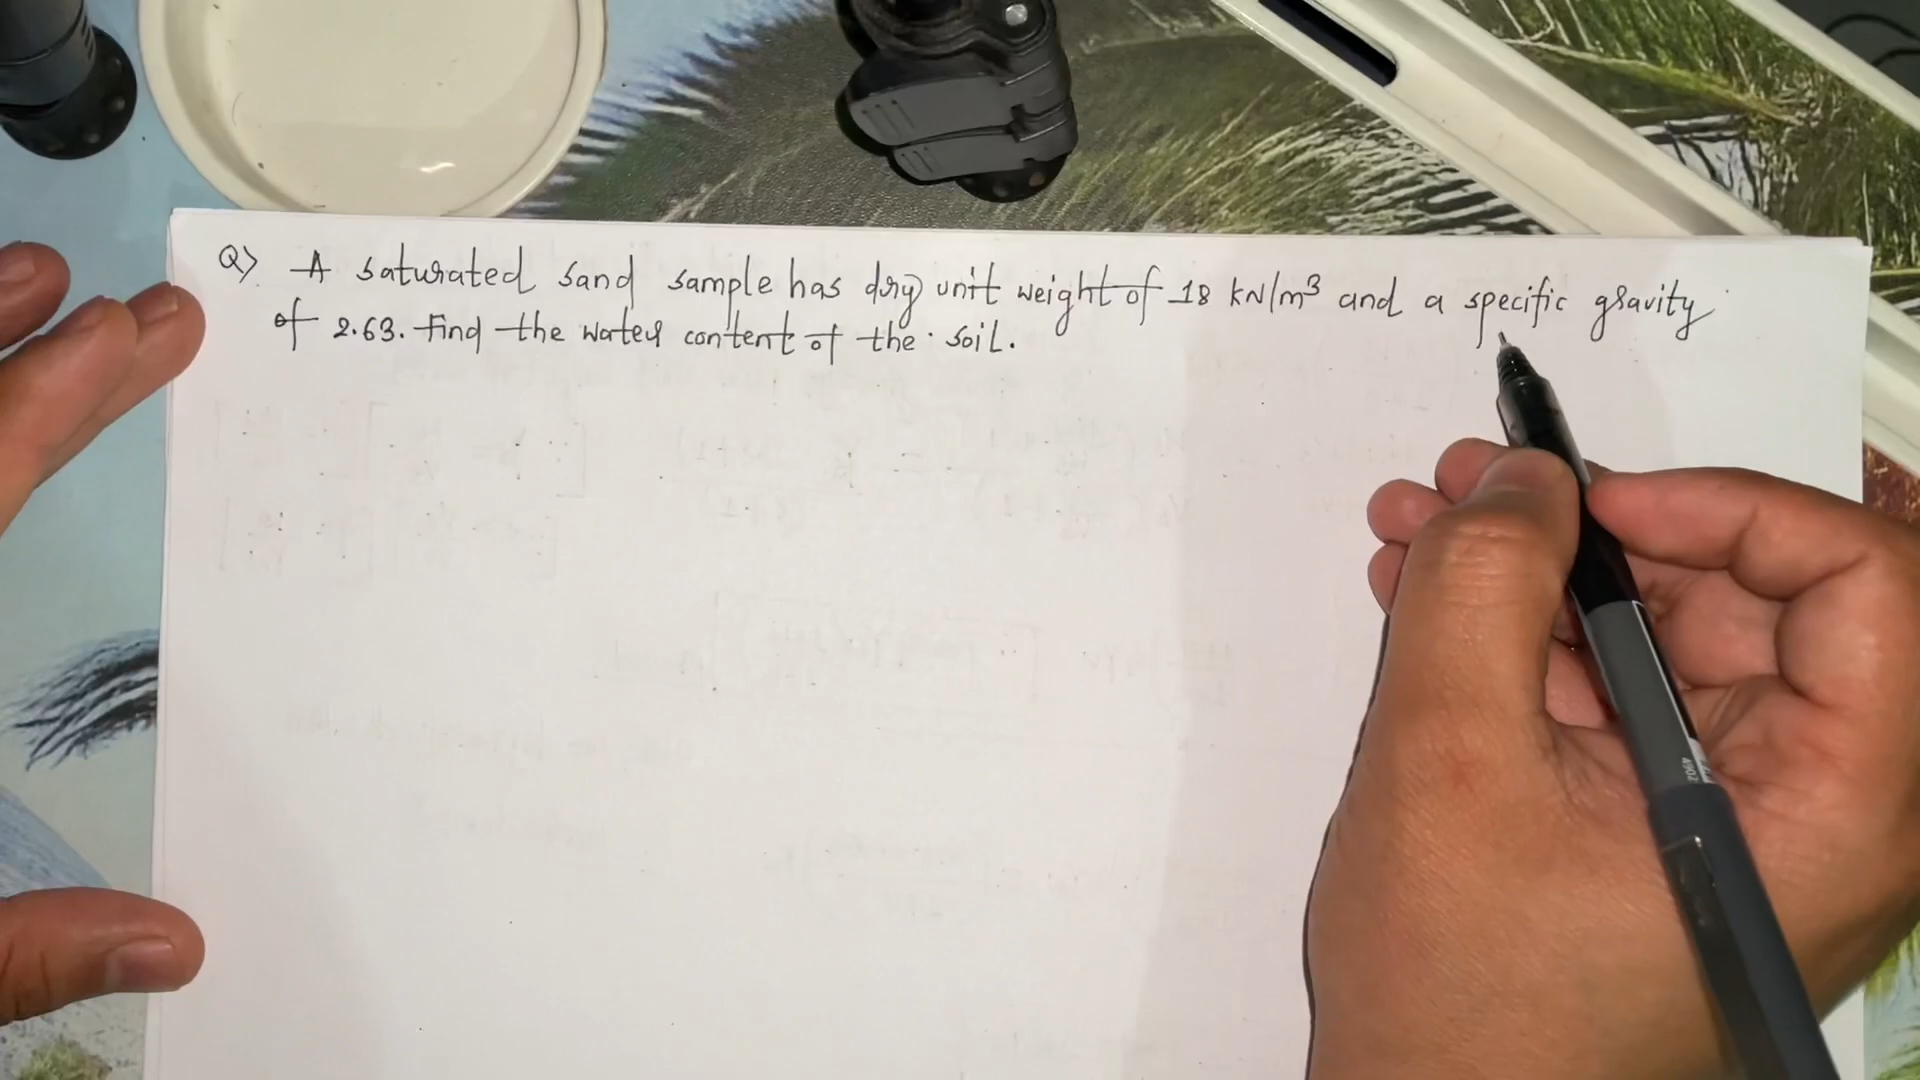 Q> A saturated sand sample has dry unit weight of 18 kN/m³ and a specific gravity
of 2.63. Find the water content of the soil.